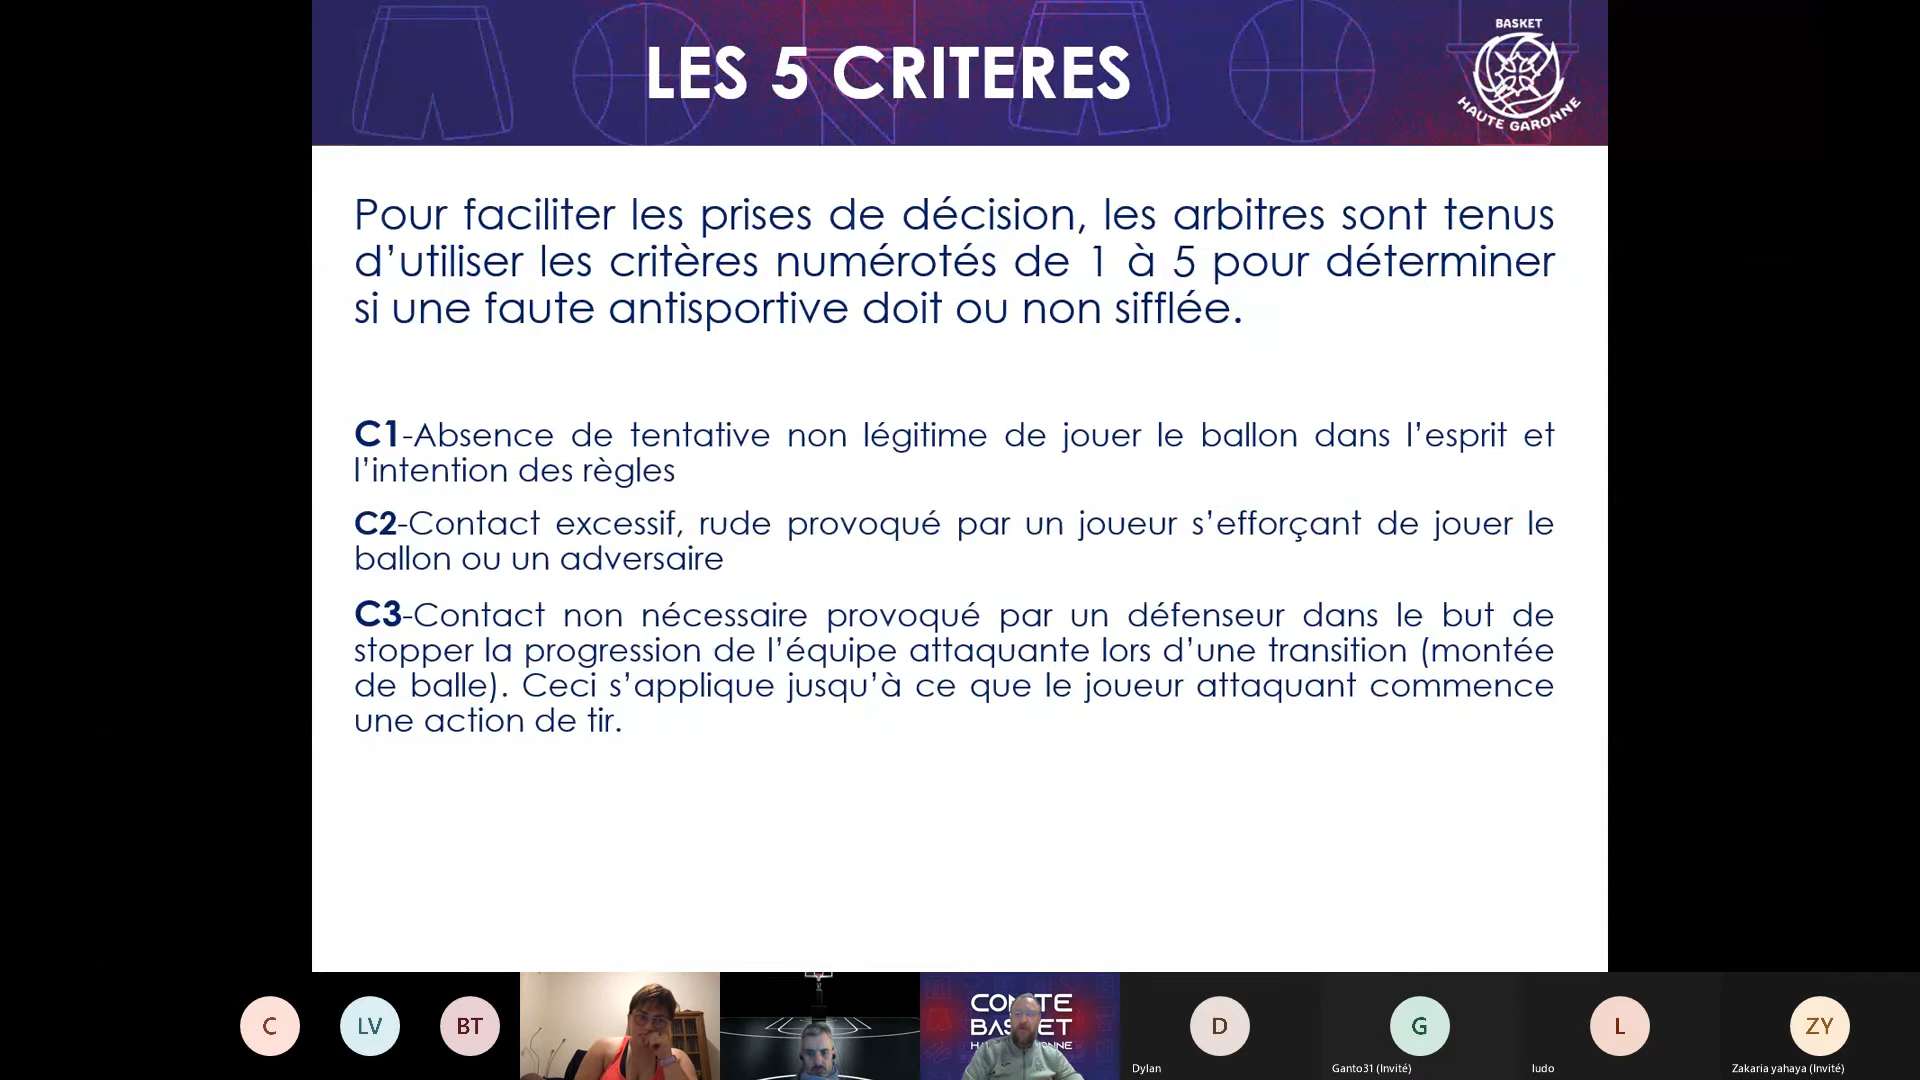 LES 5 CRITERES
BASKET
HAUTE GARONNE
Pour faciliter les prises de décision, les arbitres sont tenus
d’utiliser les critères numérotés de 1 à 5 pour déterminer
si une faute antisportive doit ou non sifflée.
C1-Absence de tentative non légitime de jouer le ballon dans l’esprit et
l’intention des règles
C2-Contact excessif, rude provoqué par un joueur s’efforçant de jouer le
ballon ou un adversaire
C3-Contact non nécessaire provoqué par un défenseur dans le but de
stopper la progression de l’équipe attaquante lors d’une transition (montée
de balle). Ceci s’applique jusqu’à ce que le joueur attaquant commence
une action de tir.
C
LV
BT
D
G
L
ZY
Dylan
Ganto31 (Invité)
ludo
Zakaria yahaya (Invité)